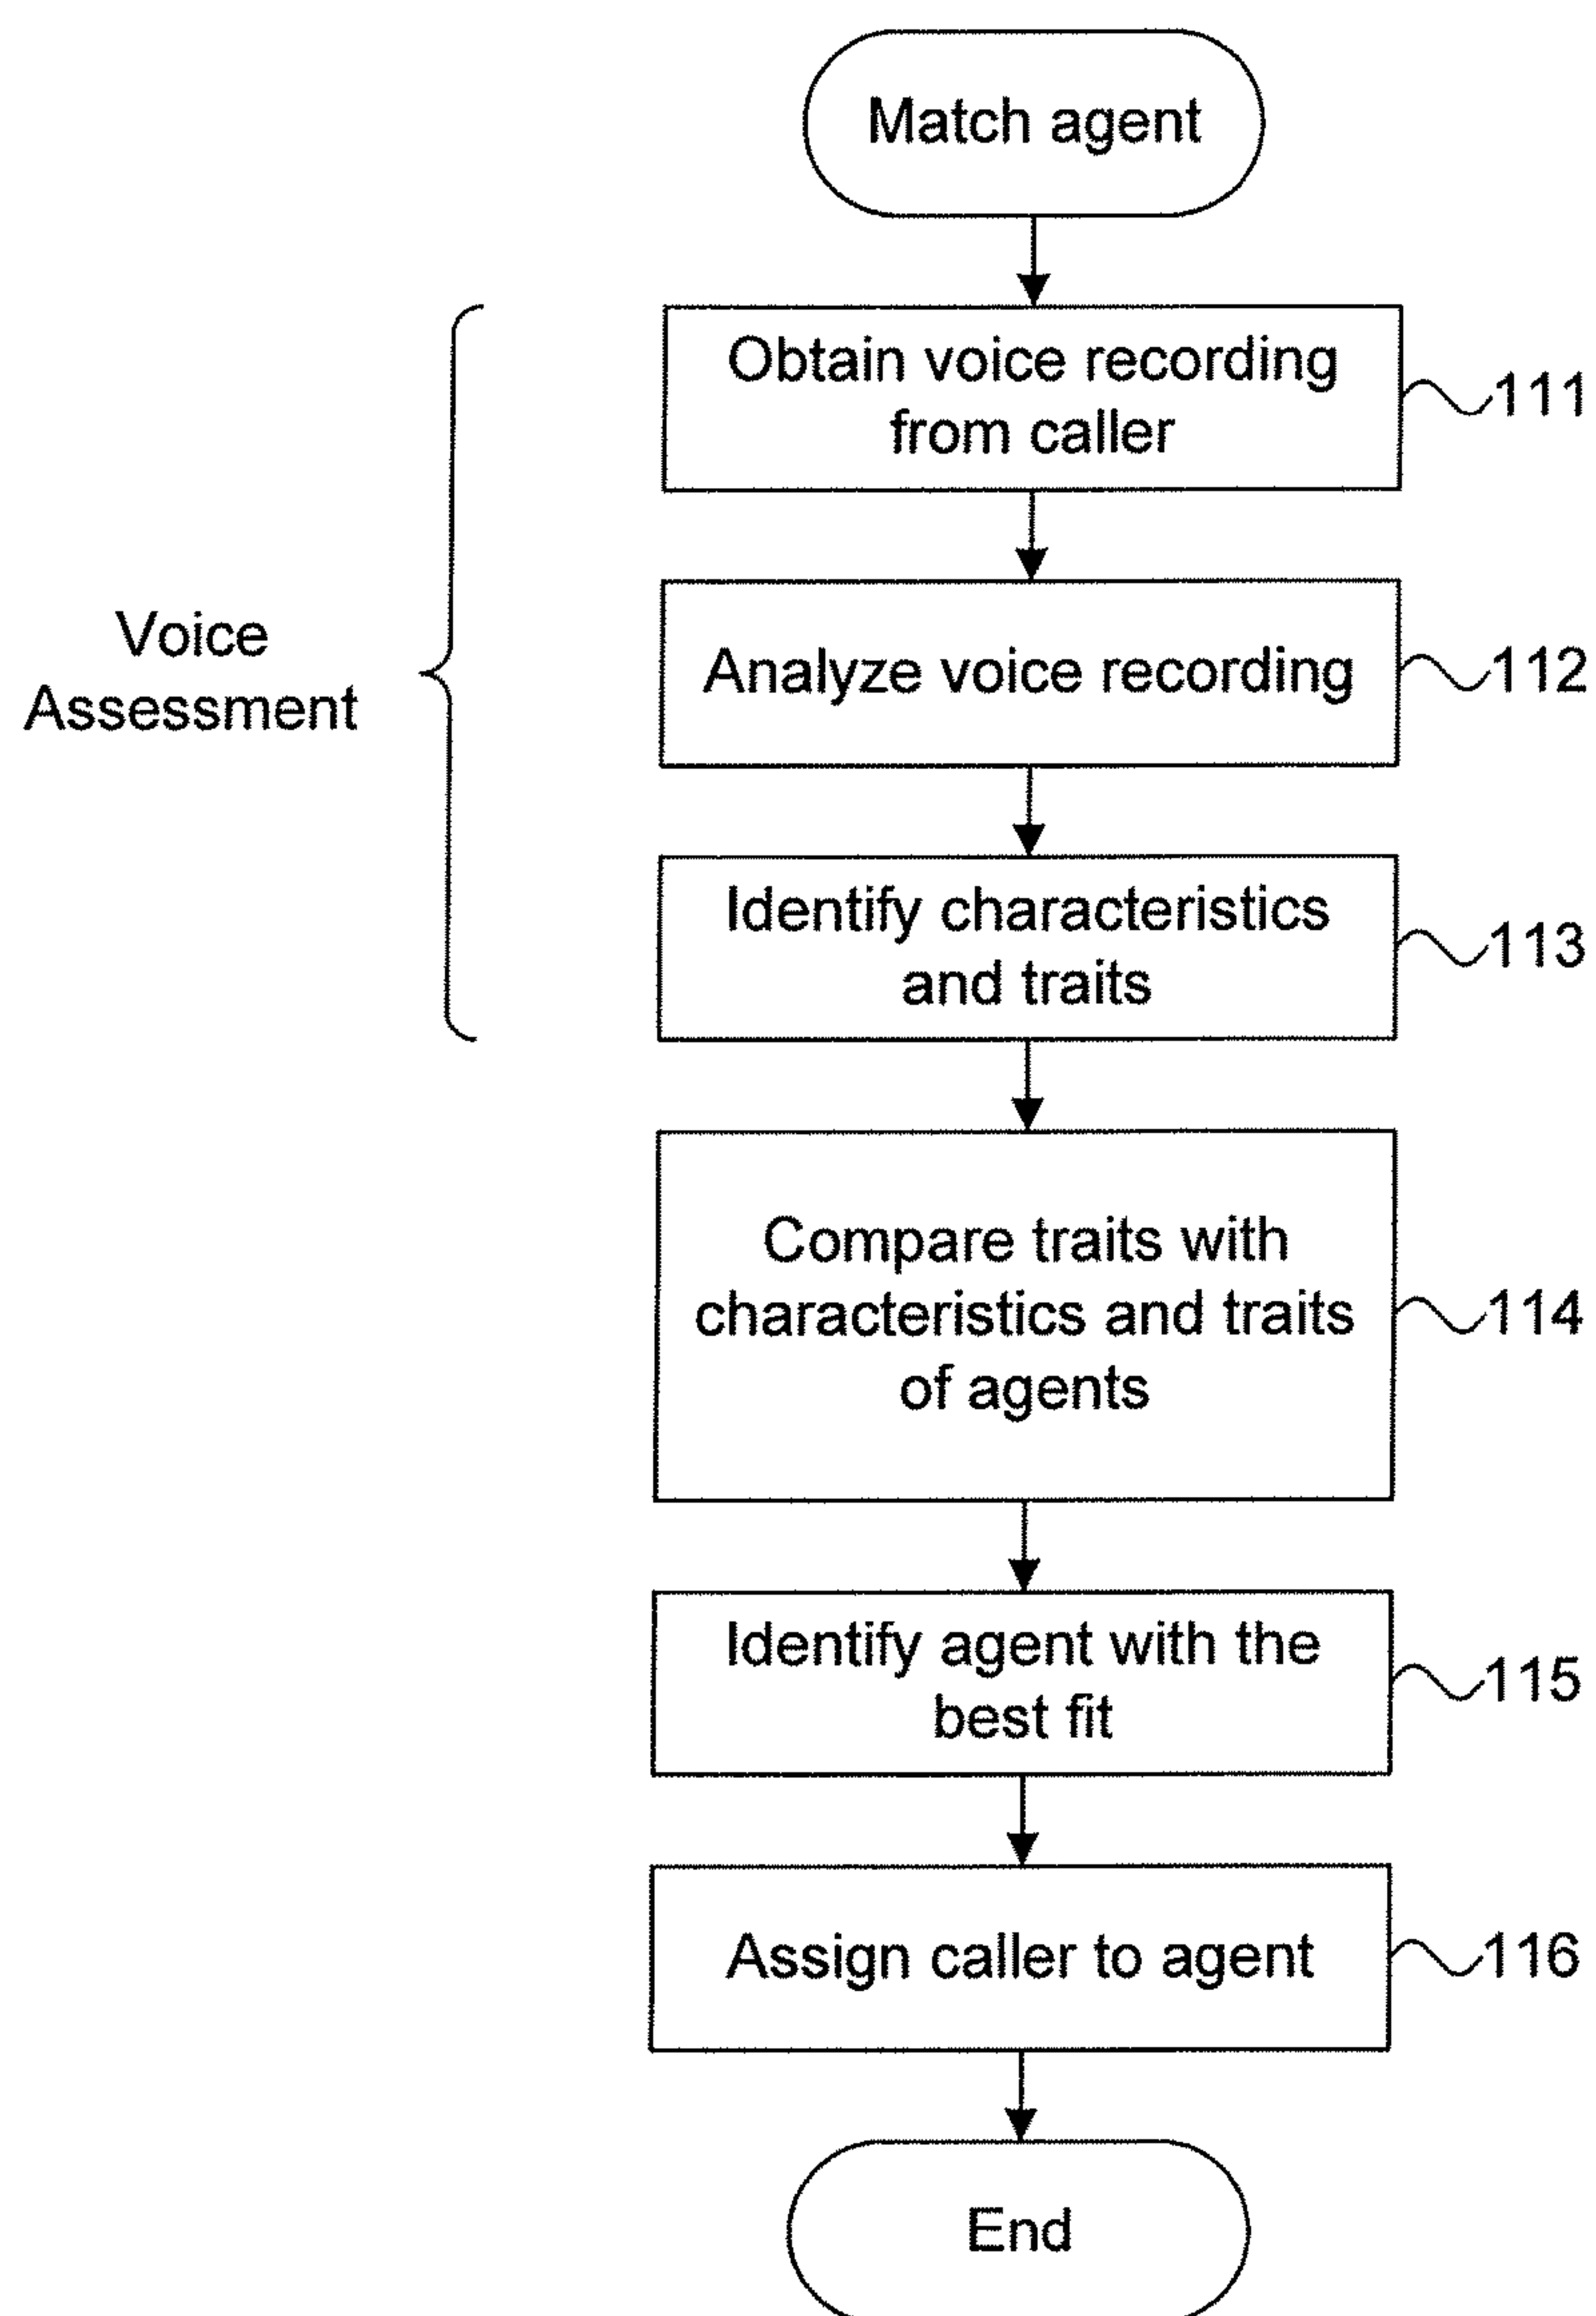 Match agent
Obtain voice recording
from caller
111
Voice
Assessment
Analyze voice recording
112
Identify characteristics
and traits
113
Compare traits with
characteristics and traits
of agents
114
Identify agent with the
best fit
115
Assign caller to agent
116
End